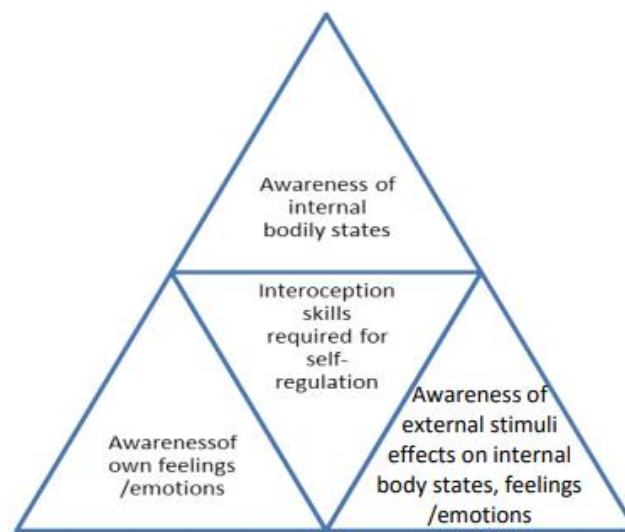 Awareness of
internal
bodily states
Interoception
skills
required for
self-
regulation
Awarenessof
own feelings
/emotions
Awareness of
external stimuli
effects on internal
body states, feelings
/emotions